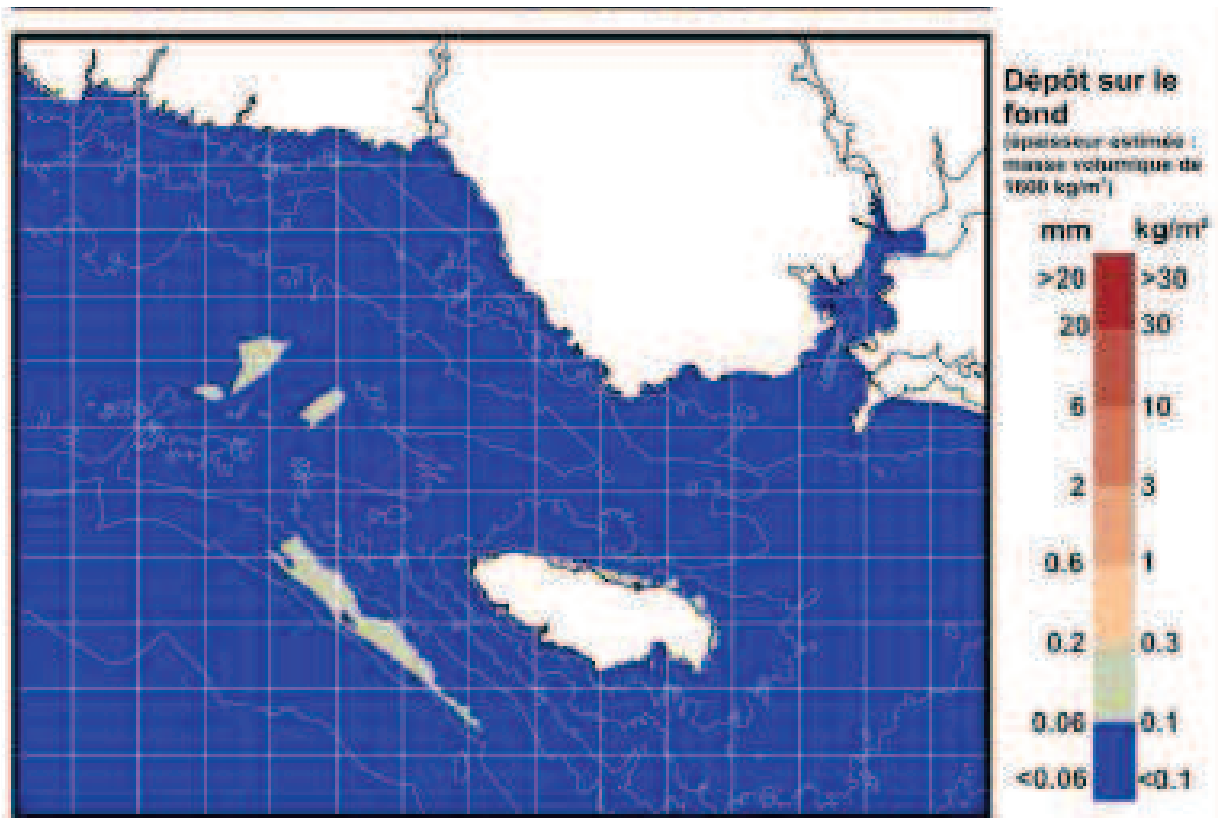 Dépôt sur le
fond
(épaisseur estimée :
masse volumique de
1600 kg/m³)
mm kg/m²
>20 >30
20 30
6 10
2 3
0.6 1
0.2 0.3
0.06 0.1
<0.06 <0.1